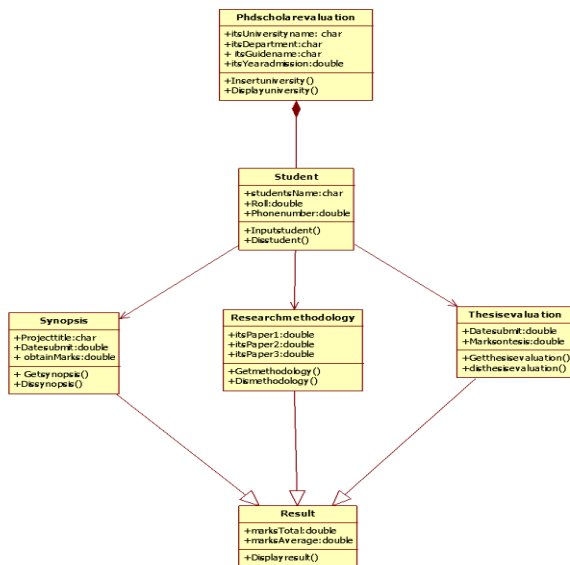 Phdscholarevaluation
+itsUniversityname: char
+itsDepartment:char
+ itsGuidename:char
+itsYearadmission:double
+Insertuniversity()
+Displayuniversity()
Student
+studentsName:char
+Roll:double
+Phonenumber:double
+Inputstudent()
+Disstudent()
Synopsis
+Projecttitle:char
+Datesubmit:double
+ obtainMarks:double
+ Getsynopsis()
+Dissynopsis()
Researchmethodology
+itsPaper1:double
+itsPaper2:double
+itsPaper3:double
+Getmethodology()
+Dismethodology()
Thesisevaluation
+Datesubmit:double
+Marksontesis:double
+Getthesisevaluation()
+disthesisevaluation()
Result
+marksTotal:double
+marksAverage:double
+Displayresult()